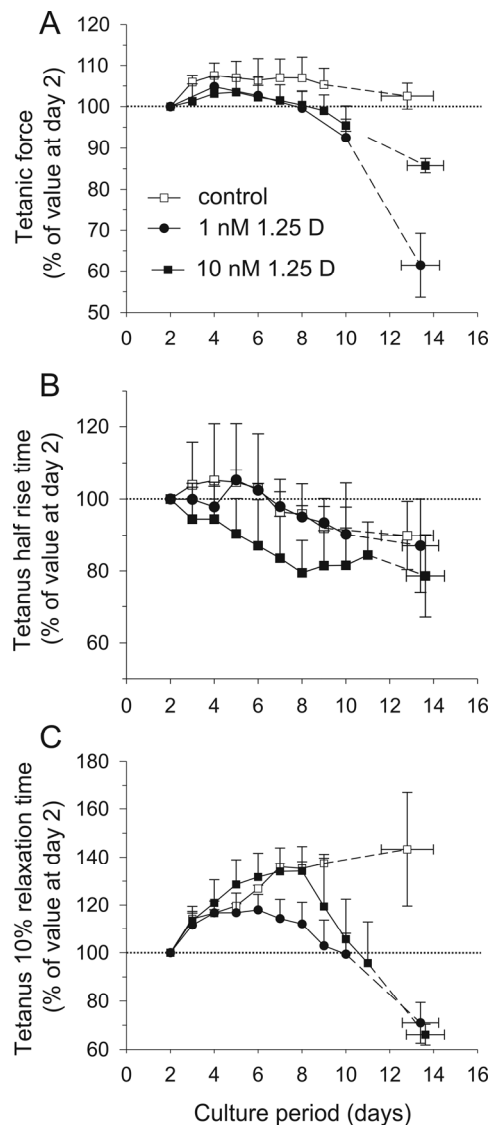 A
Tetanic force
(% of value at day 2)
120
110
100
90
80
70
60
50
control
1 nM 1.25 D
10 nM 1.25 D
0 2 4 6 8 10 12 14 16
B
Tetanus half rise time
(% of value at day 2)
120
100
80
60
0 2 4 6 8 10 12 14 16
C
Tetanus 10% relaxation time
(% of value at day 2)
180
160
140
120
100
80
60
0 2 4 6 8 10 12 14 16
Culture period (days)